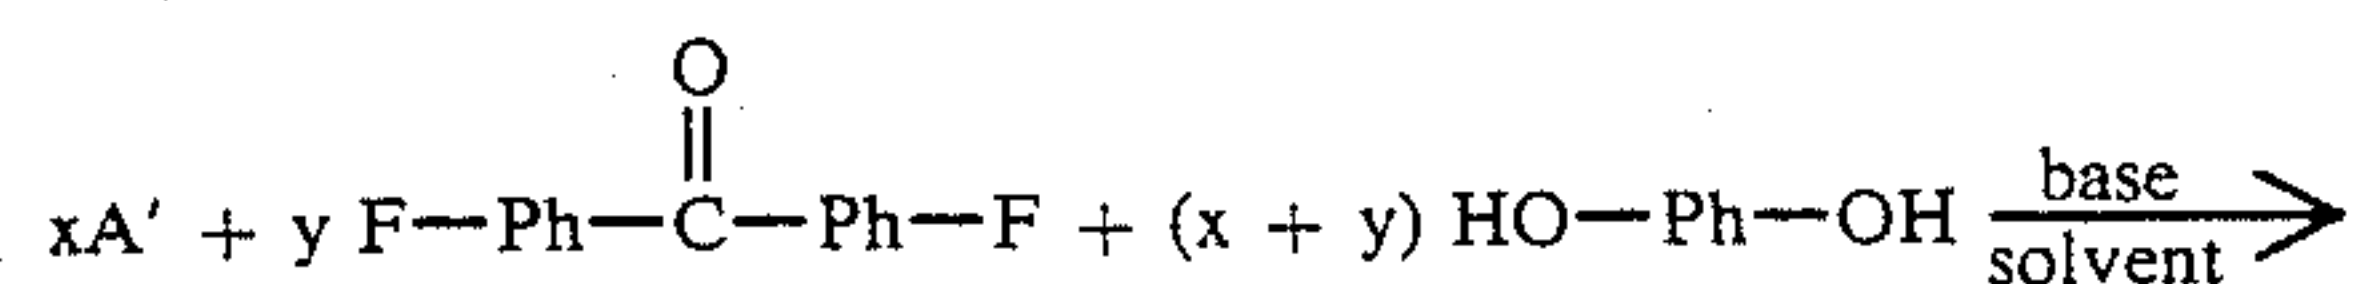 O
xA′ + y F—Ph—C—Ph—F + (x + y) HO—Ph—OH base
solvent